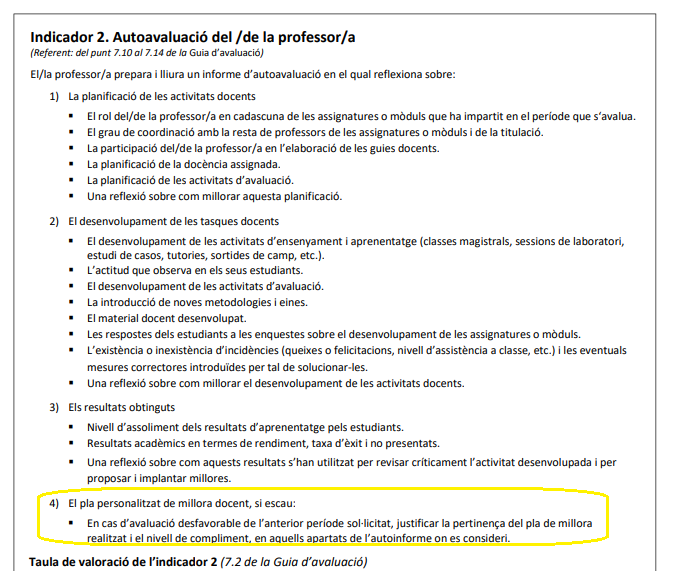 Indicador 2. Autoavaluació del /de la professor/a
(Referent: del punt 7.10 al 7.14 de la Guia d’avaluació)
El/la professor/a prepara i lliura un informe d’autoavaluació en el qual reflexiona sobre:
1) La planificació de les activitats docents
▪ El rol del/de la professor/a en cadascuna de les assignatures o mòduls que ha impartit en el període que s‘avalua.
▪ El grau de coordinació amb la resta de professors de les assignatures o mòduls i de la titulació.
▪ La participació del/de la professor/a en l’elaboració de les guies docents.
▪ La planificació de la docència assignada.
▪ La planificació de les activitats d’avaluació.
▪ Una reflexió sobre com millorar aquesta planificació.
2) El desenvolupament de les tasques docents
▪ El desenvolupament de les activitats d’ensenyament i aprenentatge (classes magistrals, sessions de laboratori,
estudi de casos, tutories, sortides de camp, etc.).
▪ L’actitud que observa en els seus estudiants.
▪ El desenvolupament de les activitats d’avaluació.
▪ La introducció de noves metodologies i eines.
▪ El material docent desenvolupat.
▪ Les respostes dels estudiants a les enquestes sobre el desenvolupament de les assignatures o mòduls.
▪ L’existència o inexistència d’incidències (queixes o felicitacions, nivell d’assistència a classe, etc.) i les eventuals
mesures correctores introduïdes per tal de solucionar-les.
▪ Una reflexió sobre com millorar el desenvolupament de les activitats docents.
3) Els resultats obtinguts
▪ Nivell d’assoliment dels resultats d’aprenentatge pels estudiants.
▪ Resultats acadèmics en termes de rendiment, taxa d’èxit i no presentats.
▪ Una reflexió sobre com aquests resultats s’han utilitzat per revisar críticament l’activitat desenvolupada i per
proposar i implantar millores.
4) El pla personalitzat de millora docent, si escau:
▪ En cas d’avaluació desfavorable de l’anterior període sol·licitat, justificar la pertinença del pla de millora
realitzat i el nivell de compliment, en aquells apartats de l’autoinforme on es consideri.
Taula de valoració de l’indicador 2 (7.2 de la Guia d’avaluació)